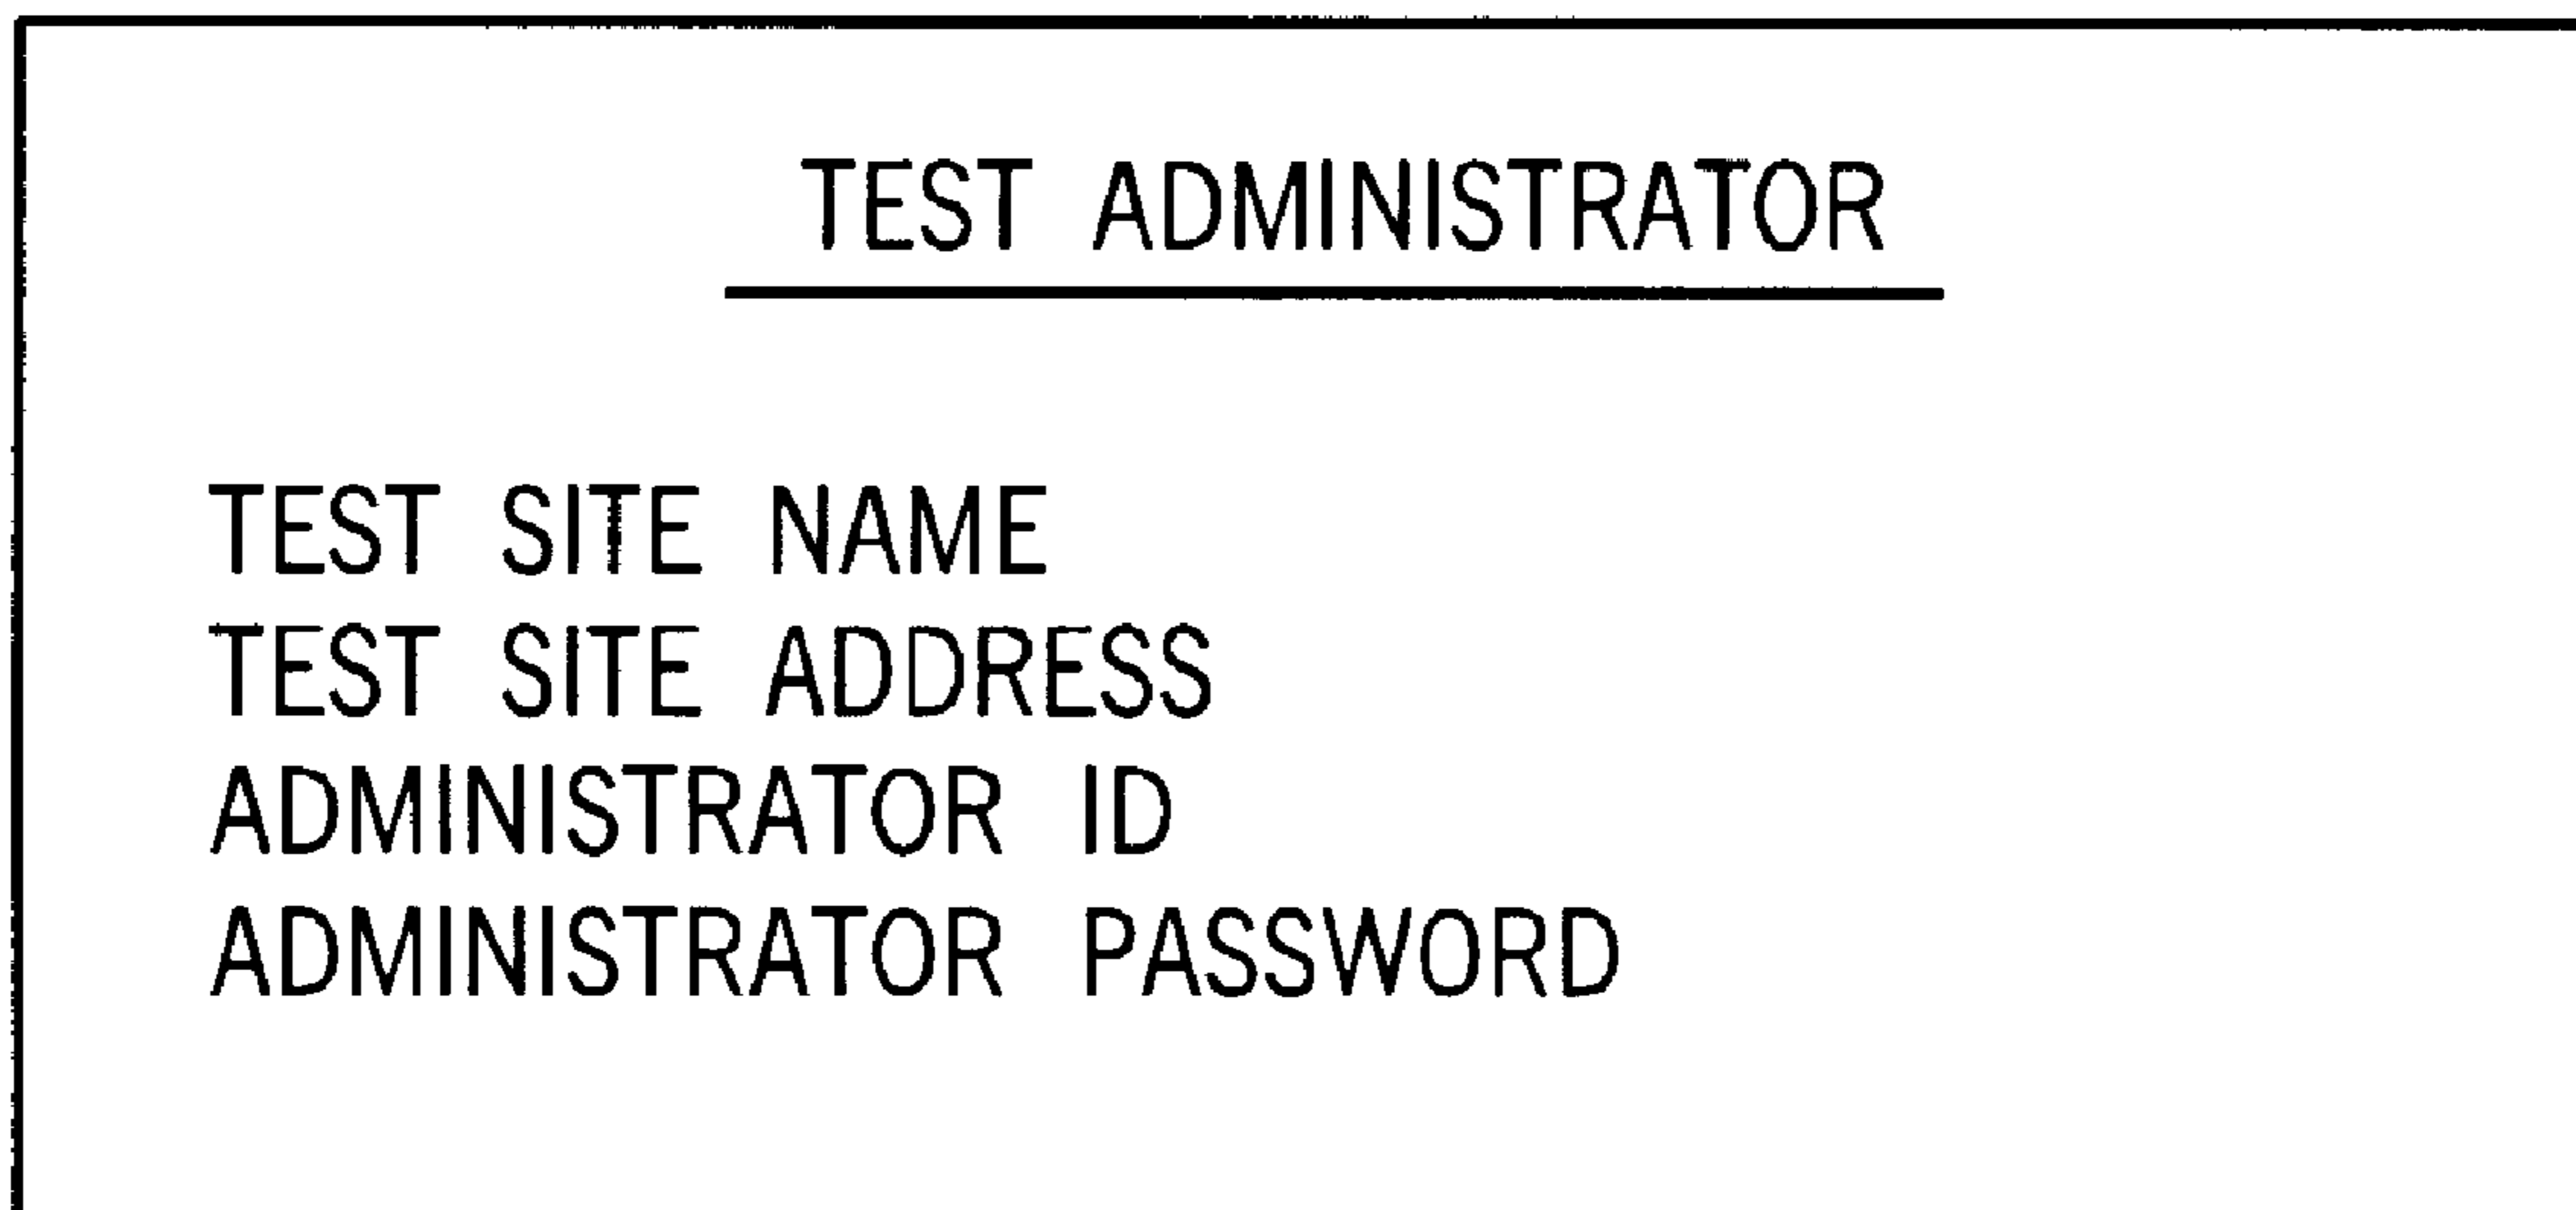 TEST ADMINISTRATOR
TEST SITE NAME
TEST SITE ADDRESS
ADMINISTRATOR ID
ADMINISTRATOR PASSWORD